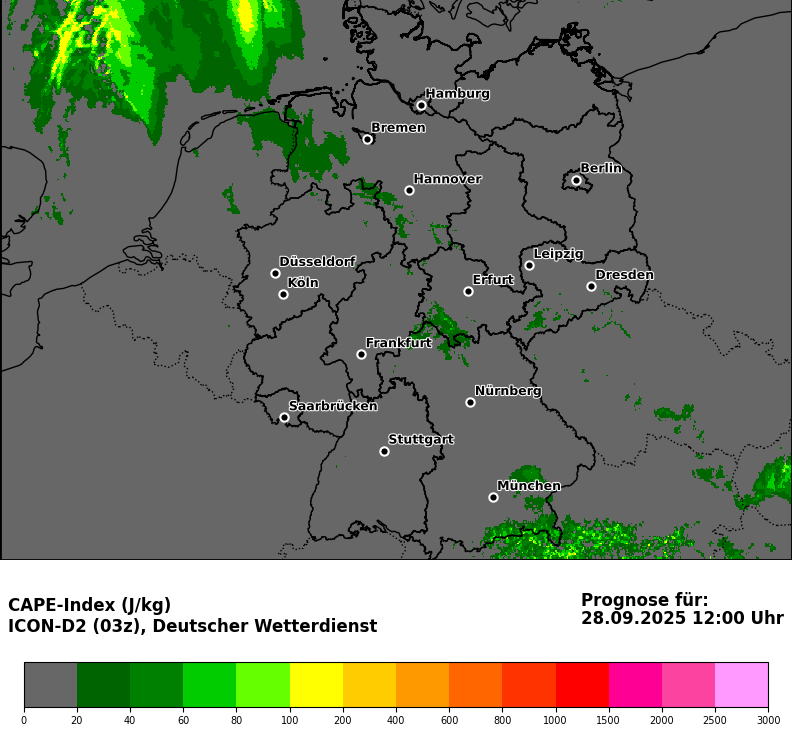 Hamburg
Bremen
Berlin
Hannover
Leipzig
Düsseldorf
Dresden
Köln
Erfurt
Frankfurt
Nürnberg
Saarbrücken
Stuttgart
München
CAPE-Index (J/kg)
ICON-D2 (03z), Deutscher Wetterdienst
Prognose für:
28.09.2025 12:00 Uhr
0 20 40 60 80 100 200 400 600 800 1000 1500 2000 2500 3000